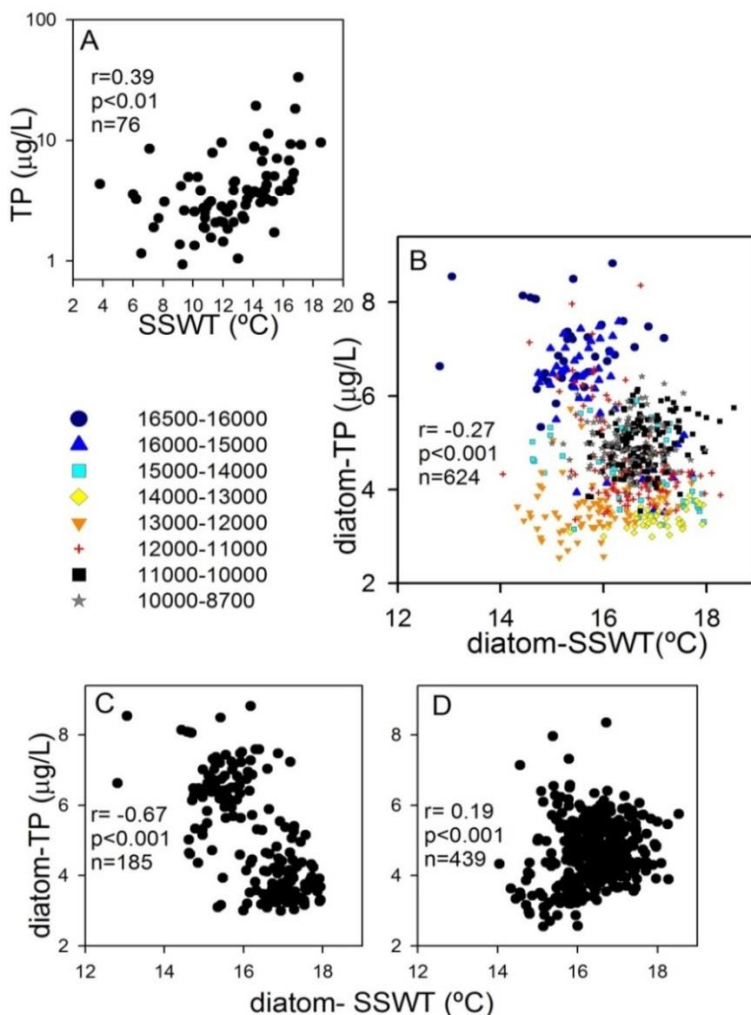 100
A
r=0.39
p<0.01
n=76
10
1
TP (µg/L)
2 4 6 8 10 12 14 16 18 20
SSWT (ºC)
B
8
6
4
2
r= -0.27
p<0.001
n=624
diatom-TP (µg/L)
12 14 16 18
diatom-SSWT(ºC)
16500-16000
16000-15000
15000-14000
14000-13000
13000-12000
12000-11000
11000-10000
10000-8700
C
8
6
4
2
r= -0.67
p<0.001
n=185
diatom-TP (µg/L)
12 14 16 18
D
8
6
4
2
r= 0.19
p<0.001
n=439
12 14 16 18
diatom- SSWT (ºC)